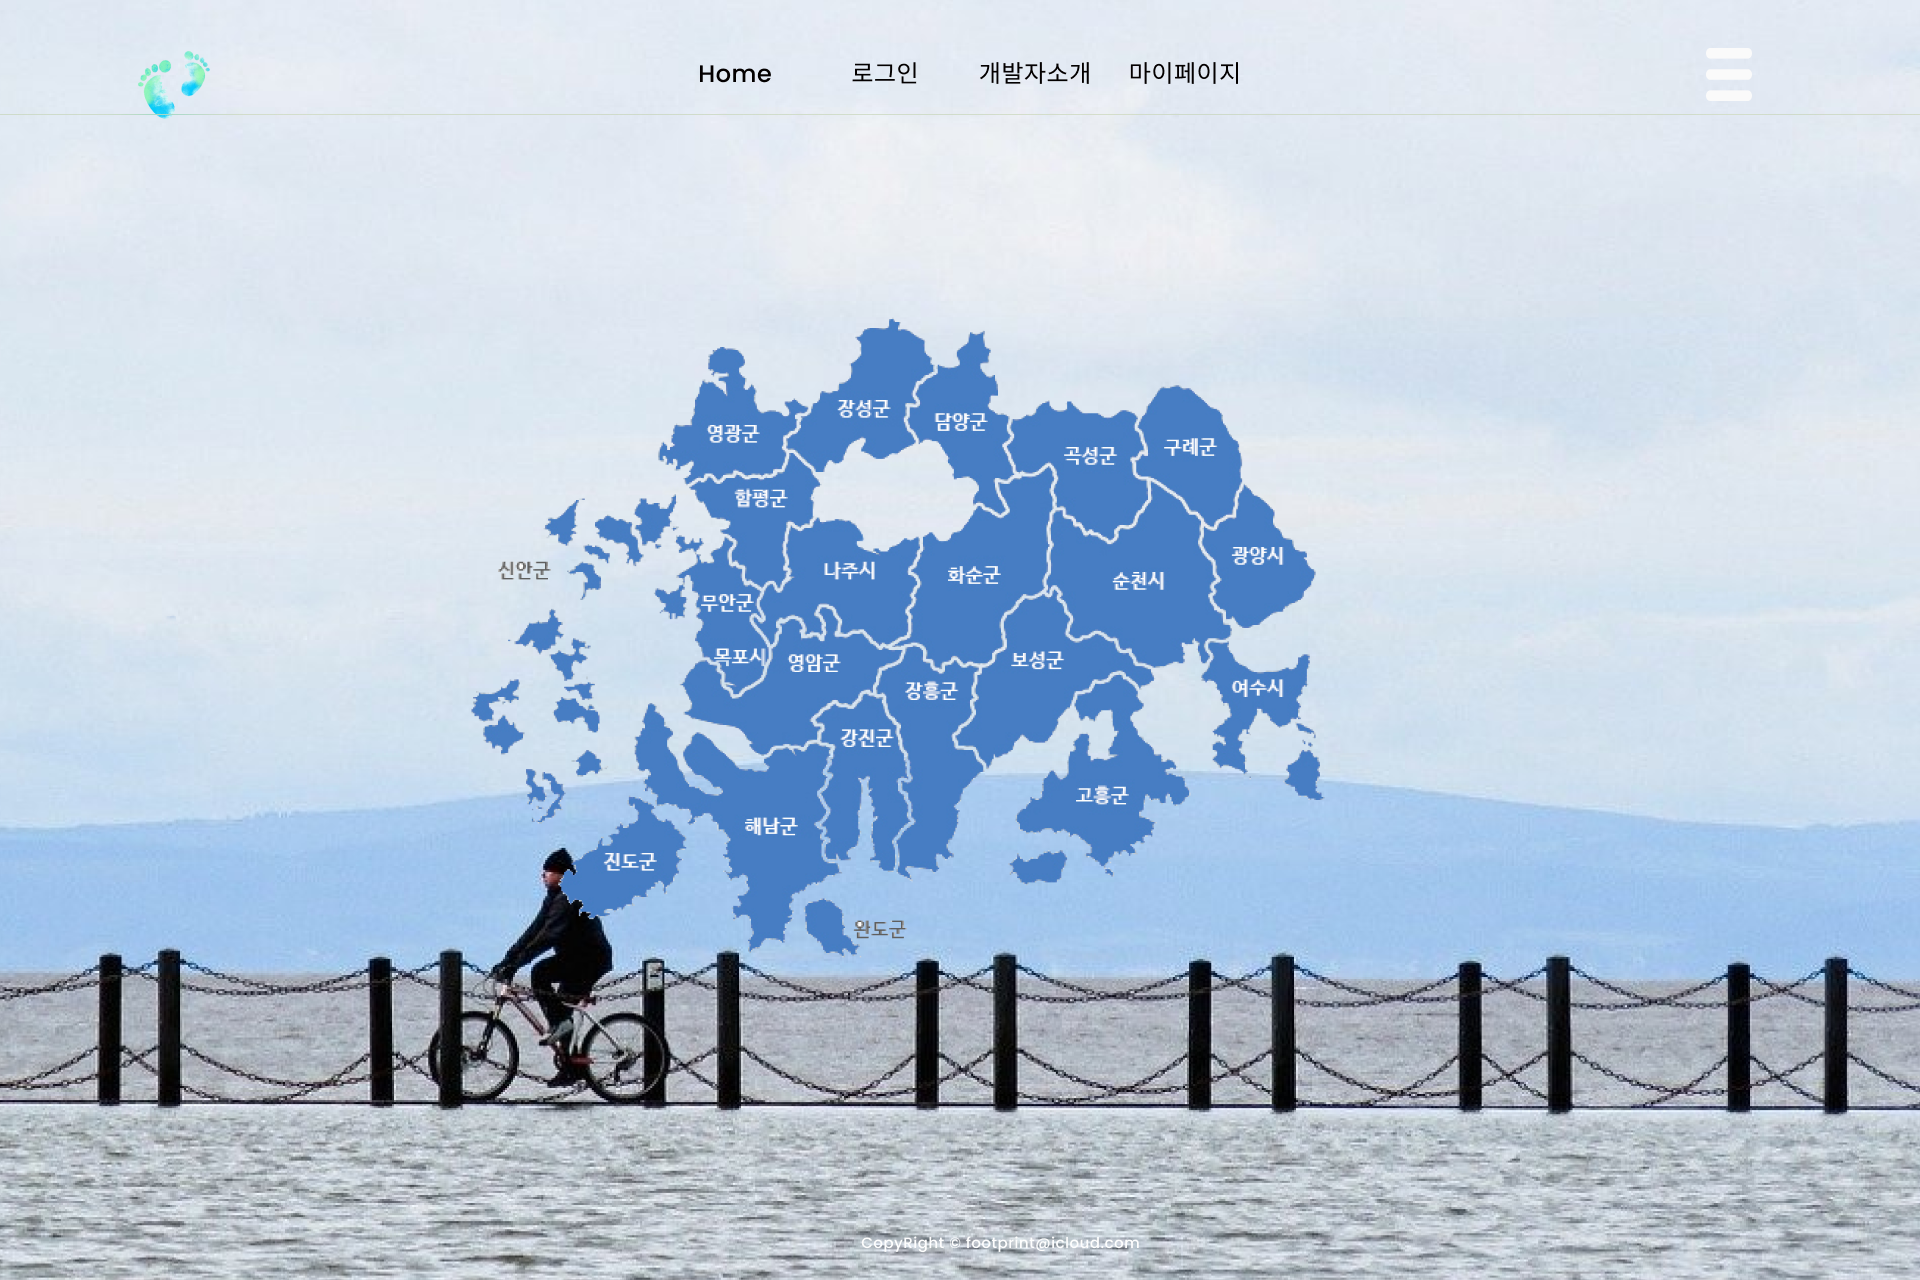 Home 로그인 개발자소개 마이페이지
장성군
담양군
영광군
구례군
곡성군
함평군
광양시
신안군
나주시
화순군
순천시
무안군
목포시
영암군
보성군
장흥군
여수시
강진군
고흥군
해남군
진도군
완도군
CopyRight © footprint@icloud.com